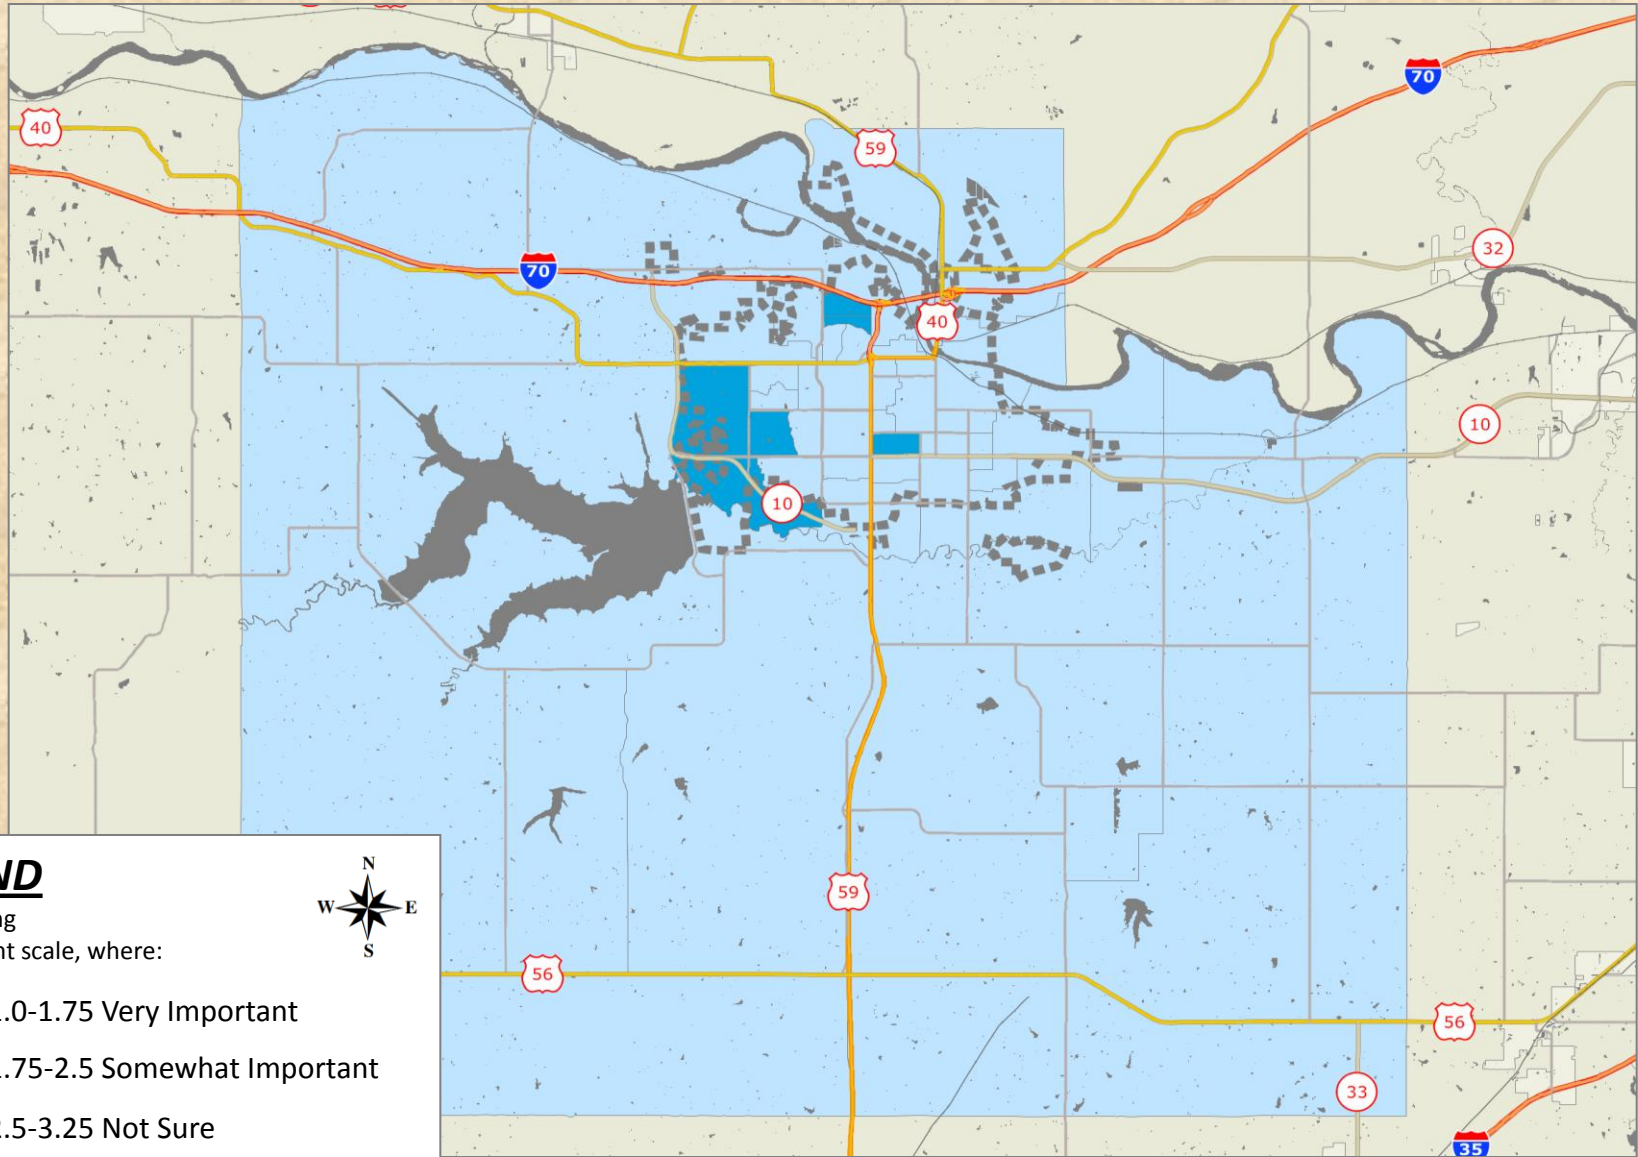 70
40
59
32
70
40
10
10
ND
N
W E
S
g
nt scale, where:
59
56
.0-1.75 Very Important
56
.75-2.5 Somewhat Important
33
.5-3.25 Not Sure
35